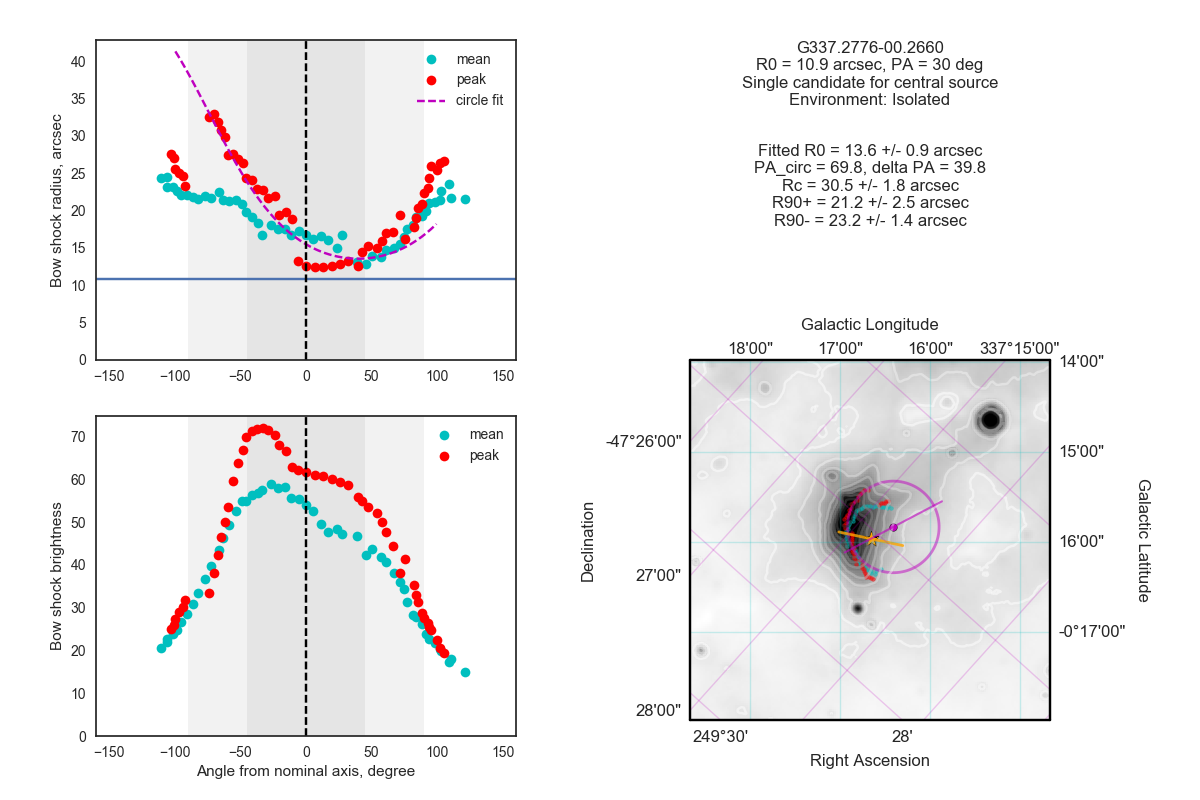 G337.2776-00.2660
R0 = 10.9 arcsec, PA = 30 deg
Single candidate for central source
Environment: Isolated
Fitted R0 = 13.6 +/- 0.9 arcsec
PA_circ = 69.8, delta PA = 39.8
Rc = 30.5 +/- 1.8 arcsec
R90+ = 21.2 +/- 2.5 arcsec
R90- = 23.2 +/- 1.4 arcsec
Bow shock radius, arcsec
40
35
30
25
20
15
10
5
0
−150 −100 −50 0 50 100 150
mean
peak
circle fit
Bow shock brightness
70
60
50
40
30
20
10
0
−150 −100 −50 0 50 100 150
Angle from nominal axis, degree
mean
peak
Galactic Longitude
18'00" 17'00" 16'00" 337°15'00"
14'00"
15'00"
16'00"
-0°17'00"
Galactic Latitude
Declination
-47°26'00"
27'00"
28'00"
249°30' 28'
Right Ascension